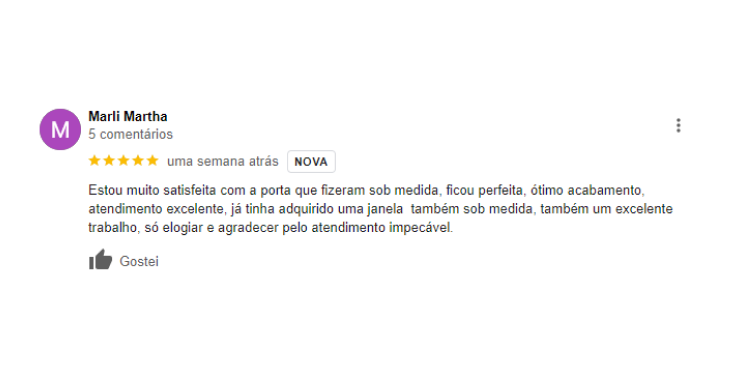 M
Marli Martha
5 comentários
uma semana atrás NOVA
Estou muito satisfeita com a porta que fizeram sob medida, ficou perfeita, ótimo acabamento,
atendimento excelente, já tinha adquirido uma janela  também sob medida, também um excelente
trabalho, só elogiar e agradecer pelo atendimento impecável.
Gostei